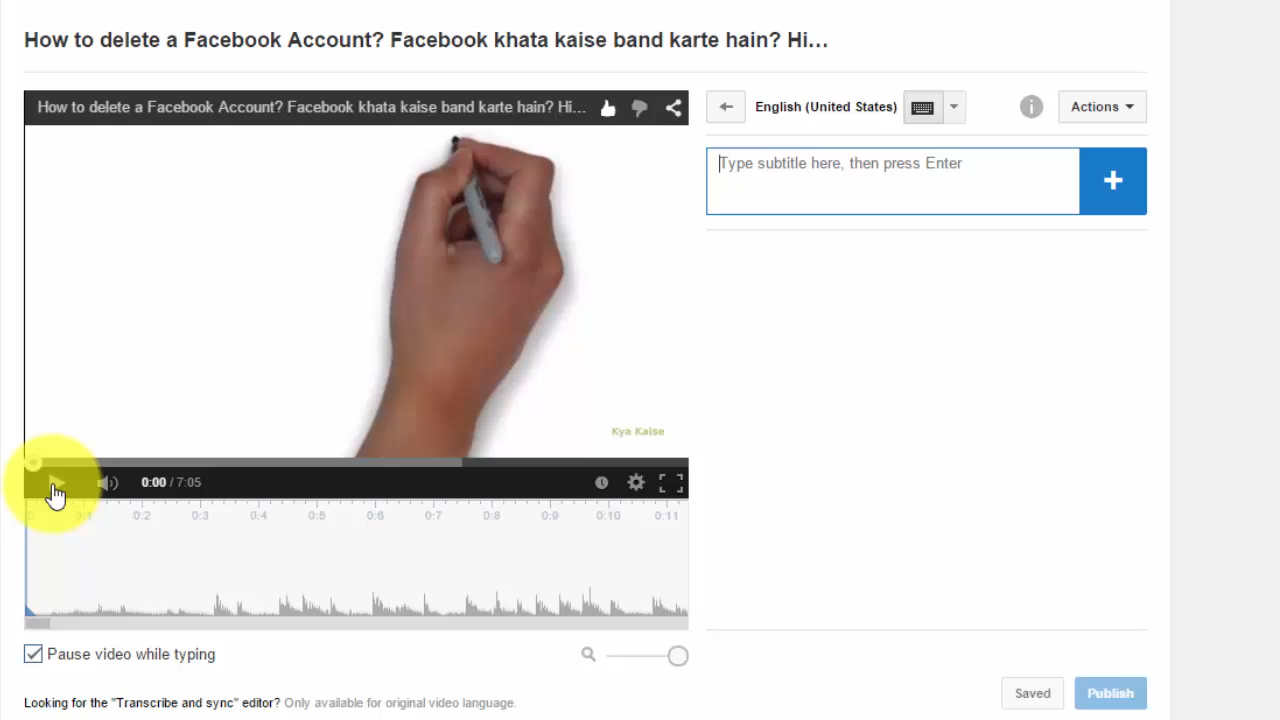 How to delete a Facebook Account? Facebook khata kaise band karte hain? Hi...
How to delete a Facebook Account? Facebook khata kaise band karte hain? Hi...
English (United States)
Actions
Type subtitle here, then press Enter
+
Kya Kaise
0:00 / 7:05
0:1 0:2 0:3 0:4 0:5 0:6 0:7 0:8 0:9 0:10 0:11
Pause video while typing
Looking for the "Transcribe and sync" editor? Only available for original video language.
Saved
Publish